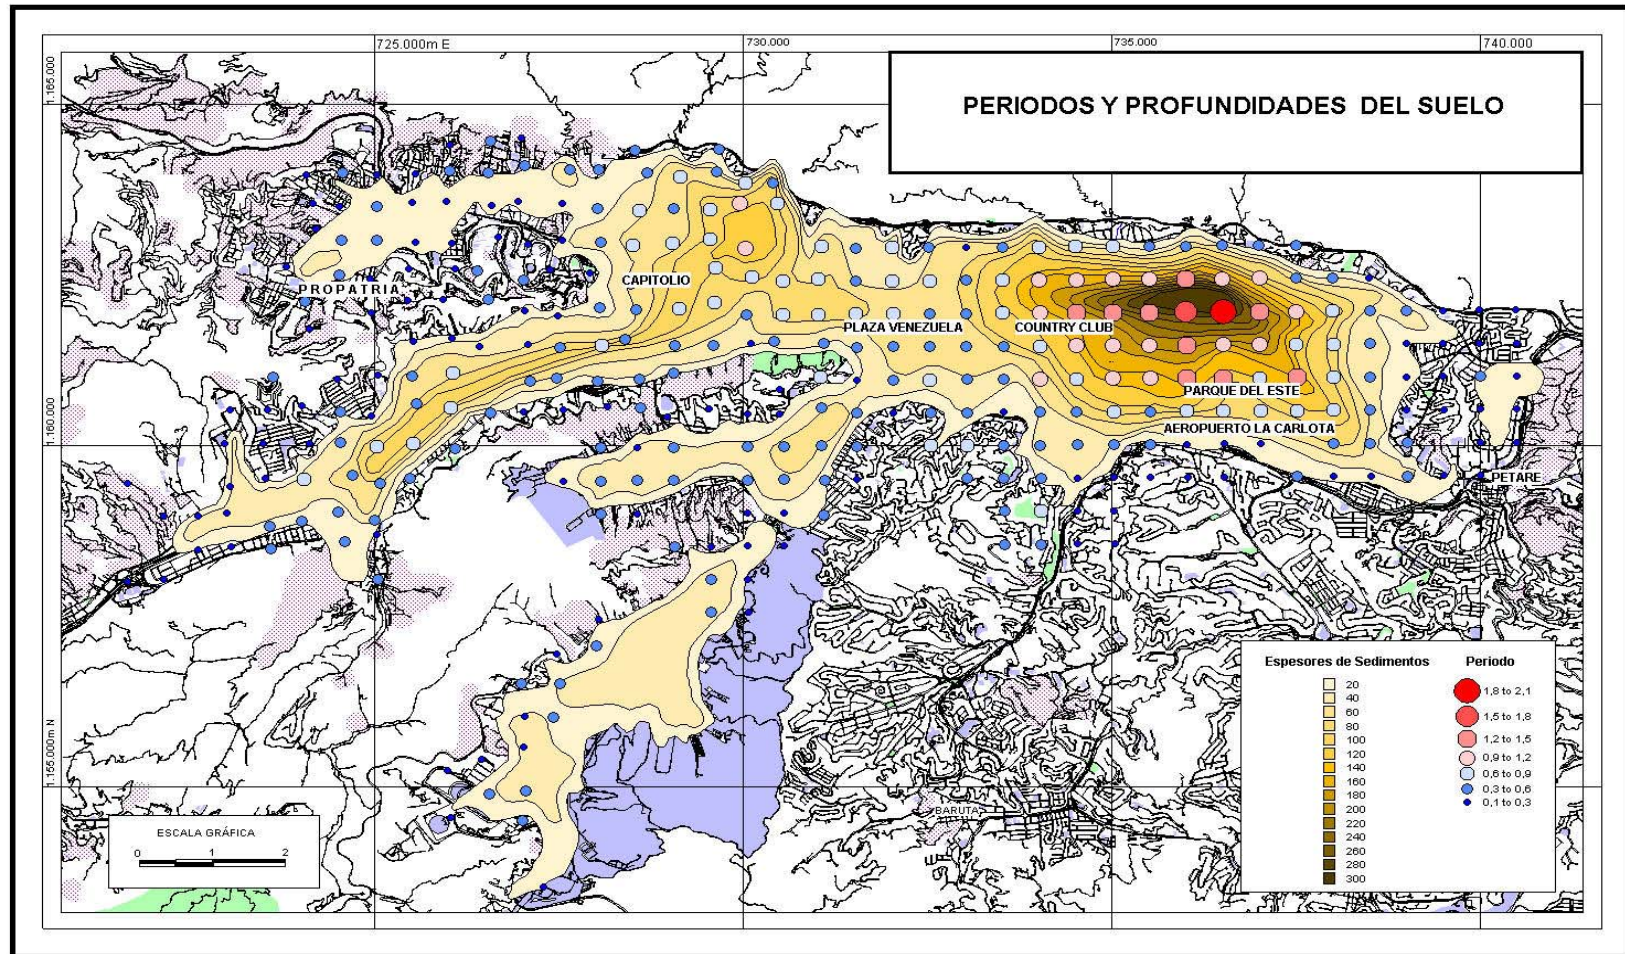 725.000m E
730.000
735.000
740.000
1.165.000
PERIODOS Y PROFUNDIDADES DEL SUELO
PROPATRIA
CAPITOLIO
PLAZA VENEZUELA
COUNTRY CLUB
PARQUE DEL ESTE
AEROPUERTO LA CARLOTA
1.160.000
PETARE
1.155.000m N
BARUTA
ESCALA GRÁFICA
0 1 2
Espesores de Sedimentos
20
40
60
80
100
120
140
160
180
200
220
240
260
280
300
Periodo
1,8 to 2,1
1,5 to 1,8
1,2 to 1,5
0,9 to 1,2
0,6 to 0,9
0,3 to 0,6
0,1 to 0,3